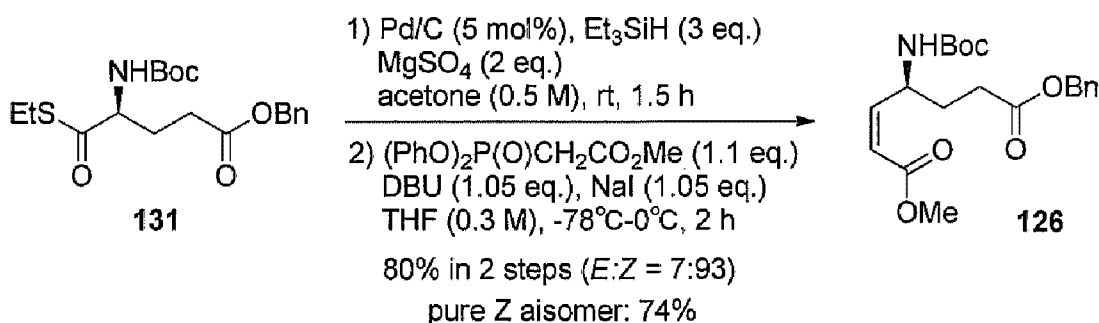 1) Pd/C (5 mol%), Et₃SiH (3 eq.)
MgSO₄ (2 eq.)
acetone (0.5 M), rt, 1.5 h
NHBoc
EtS
O
O
OBn
131
2) (PhO)₂P(O)CH₂CO₂Me (1.1 eq.)
DBU (1.05 eq.), NaI (1.05 eq.)
THF (0.3 M), -78°C-0°C, 2 h
80% in 2 steps (E:Z = 7:93)
pure Z aisomer: 74%
NHBoc
OBn
O
O
OMe
126